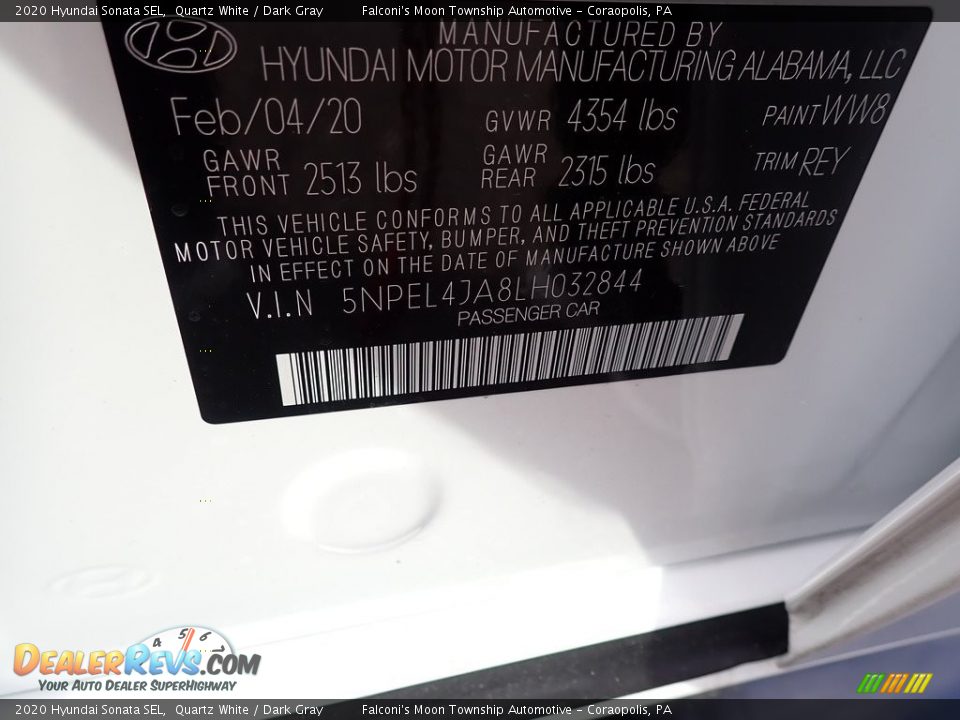 2020 Hyundai Sonata SEL, Quartz White / Dark Gray Falconi's Moon Township Automotive - Coraopolis, PA
MANUFACTURED BY
HYUNDAI MOTOR MANUFACTURING ALABAMA, LLC
Feb/04/20 GVWR 4354 lbs PAINT WW8
GAWR FRONT 2513 lbs GAWR REAR 2315 lbs TRIM REY
THIS VEHICLE CONFORMS TO ALL APPLICABLE U.S.A. FEDERAL
MOTOR VEHICLE SAFETY, BUMPER, AND THEFT PREVENTION STANDARDS
IN EFFECT ON THE DATE OF MANUFACTURE SHOWN ABOVE
V.I.N 5NPEL4JA8LH032844
PASSENGER CAR
4 5 6 7
DealerRevs.com
Your Auto Dealer SuperHighway
2020 Hyundai Sonata SEL, Quartz White / Dark Gray Falconi's Moon Township Automotive - Coraopolis, PA